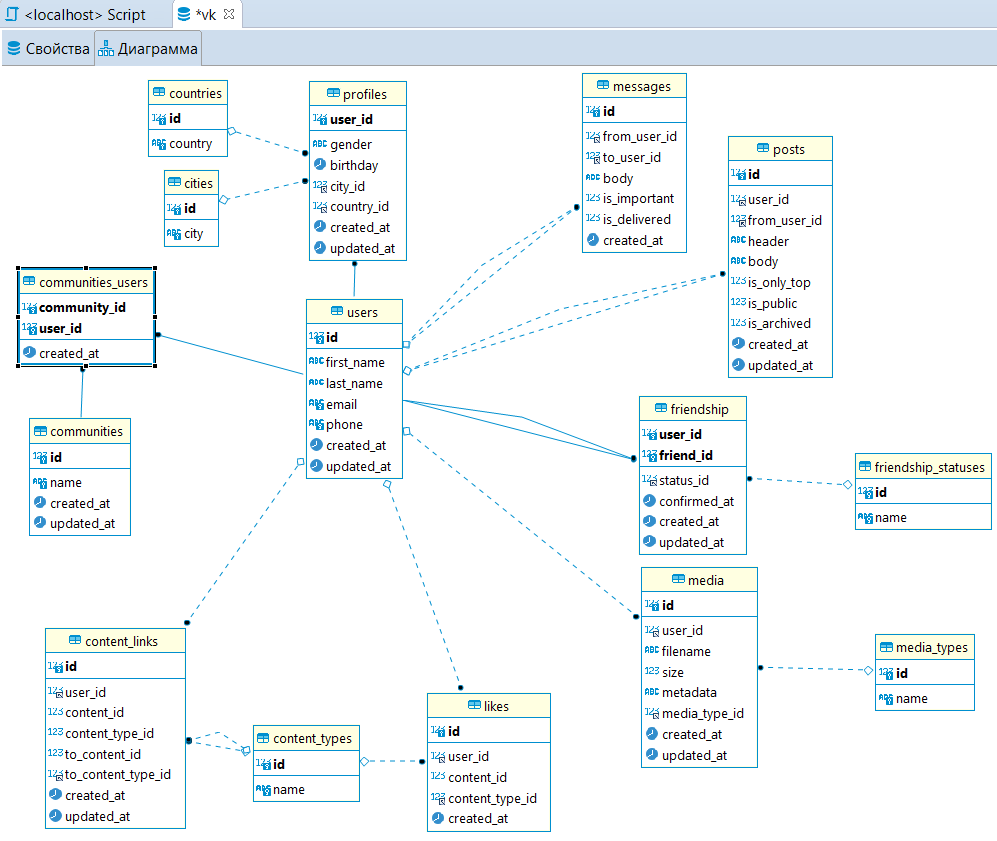 <localhost> Script
*vk
Свойства
Диаграмма
countries
id
country
cities
id
city
profiles
user_id
gender
birthday
city_id
country_id
created_at
updated_at
messages
id
from_user_id
to_user_id
body
is_important
is_delivered
created_at
posts
id
user_id
from_user_id
header
body
is_only_top
is_public
is_archived
created_at
updated_at
communities_users
community_id
user_id
created_at
users
id
first_name
last_name
email
phone
created_at
updated_at
communities
id
name
created_at
updated_at
friendship
user_id
friend_id
status_id
confirmed_at
created_at
updated_at
friendship_statuses
id
name
media
id
user_id
filename
size
metadata
media_type_id
created_at
updated_at
media_types
id
name
content_links
id
user_id
content_id
content_type_id
to_content_id
to_content_type_id
created_at
updated_at
content_types
id
name
likes
id
user_id
content_id
content_type_id
created_at